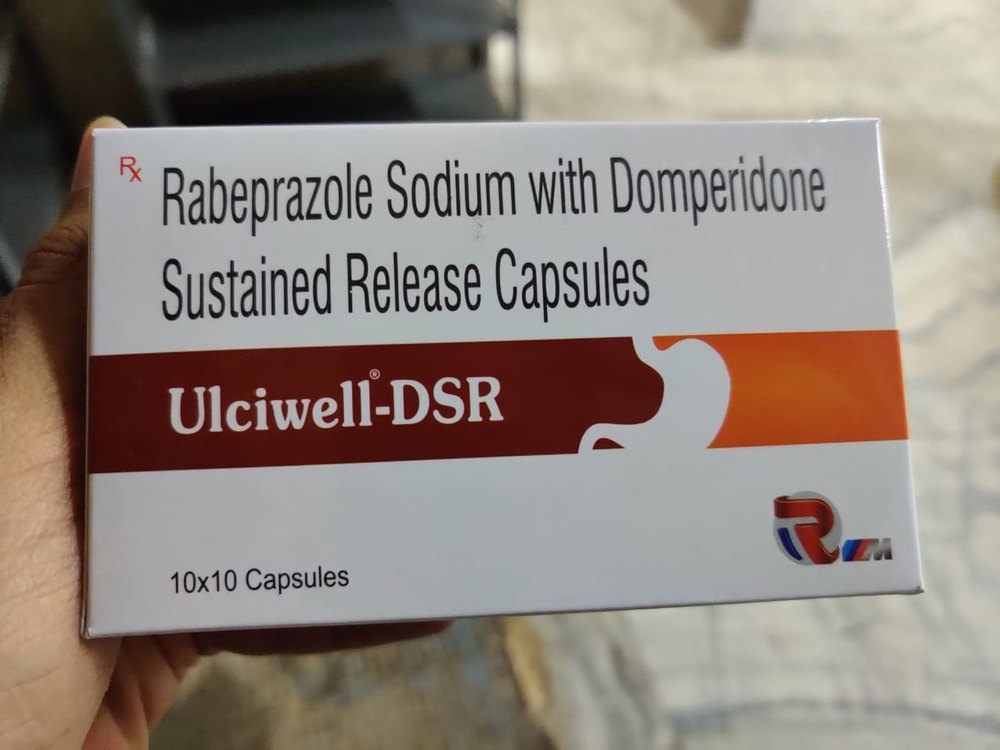 Rx
Rabeprazole Sodium with Domperidone
Sustained Release Capsules
Ulciwell®-DSR
10x10 Capsules
R
M